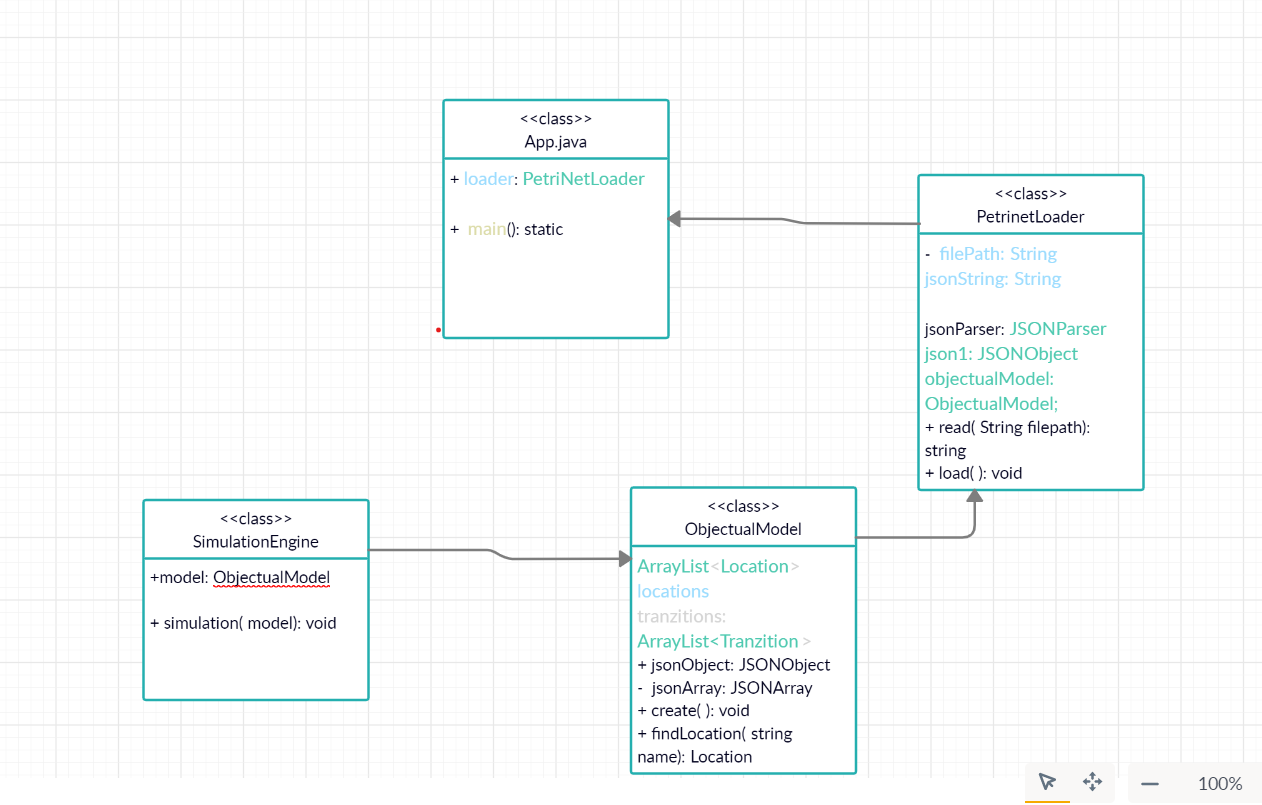 <<class>>
App.java
+ loader: PetriNetLoader
+ main(): static
<<class>>
PetrinetLoader
- filePath: String
jsonString: String
jsonParser: JSONParser
json1: JSONObject
objectualModel:
ObjectualModel;
+ read( String filepath):
string
+ load( ): void
<<class>>
SimulationEngine
+model: ObjectualModel
+ simulation( model): void
<<class>>
ObjectualModel
ArrayList<Location>
locations
tranzitions:
ArrayList<Tranzition >
+ jsonObject: JSONObject
- jsonArray: JSONArray
+ create( ): void
+ findLocation( string
name): Location
100%